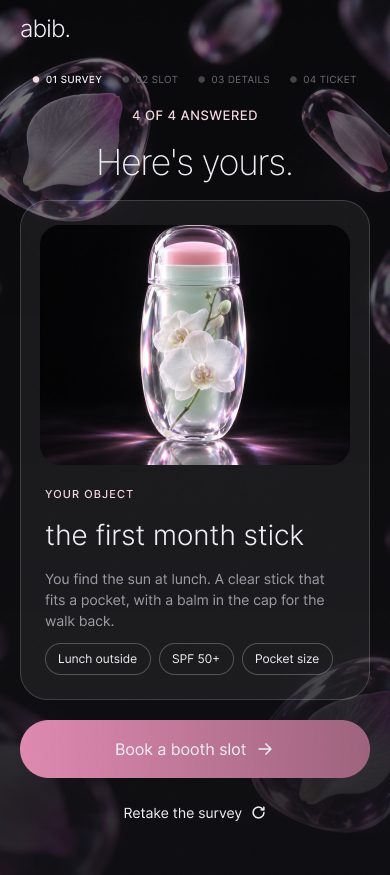 abib.
01 SURVEY
02 SLOT
03 DETAILS
04 TICKET
4 OF 4 ANSWERED
Here's yours.
YOUR OBJECT
the first month stick
You find the sun at lunch. A clear stick that
fits a pocket, with a balm in the cap for the
walk back.
Lunch outside
SPF 50+
Pocket size
Book a booth slot
Retake the survey